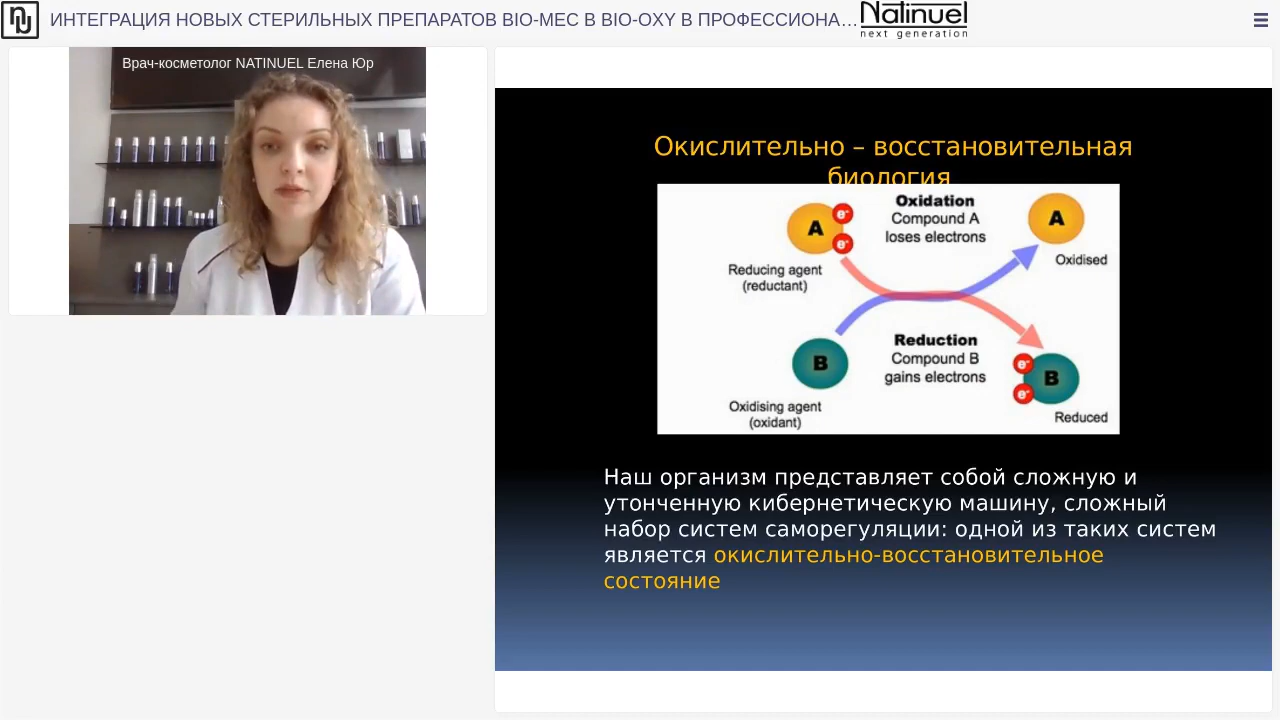 ИНТЕГРАЦИЯ НОВЫХ СТЕРИЛЬНЫХ ПРЕПАРАТОВ BIO-MEC В BIO-OXY В ПРОФЕССИОНА…
Natinuel
next generation
Врач-косметолог NATINUEL Елена Юр
Окислительно – восстановительная
биология
Oxidation
Compound A
loses electrons
A
e-
e-
A
Reducing agent
(reductant)
Oxidised
Reduction
Compound B
gains electrons
B
e-
e-
B
Oxidising agent
(oxidant)
Reduced
Наш организм представляет собой сложную и
утонченную кибернетическую машину, сложный
набор систем саморегуляции: одной из таких систем
является окислительно-восстановительное
состояние